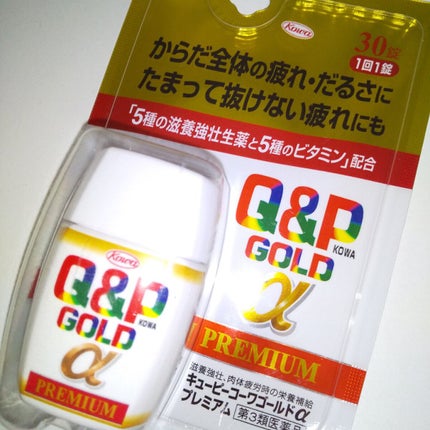 Kowa
30錠
1回1錠
からだ全体の疲れ・だるさに
たまって抜けない疲れにも
「5種の滋養強壮生薬と5種のビタミン」配合
Q&P
KOWA
GOLD
α
PREMIUM
滋養強壮、肉体疲労時の栄養補給
キューピーコーワゴールドα
プレミアム 第3類医薬品
Kowa
Q&P
KOWA
GOLD
α
PREMIUM